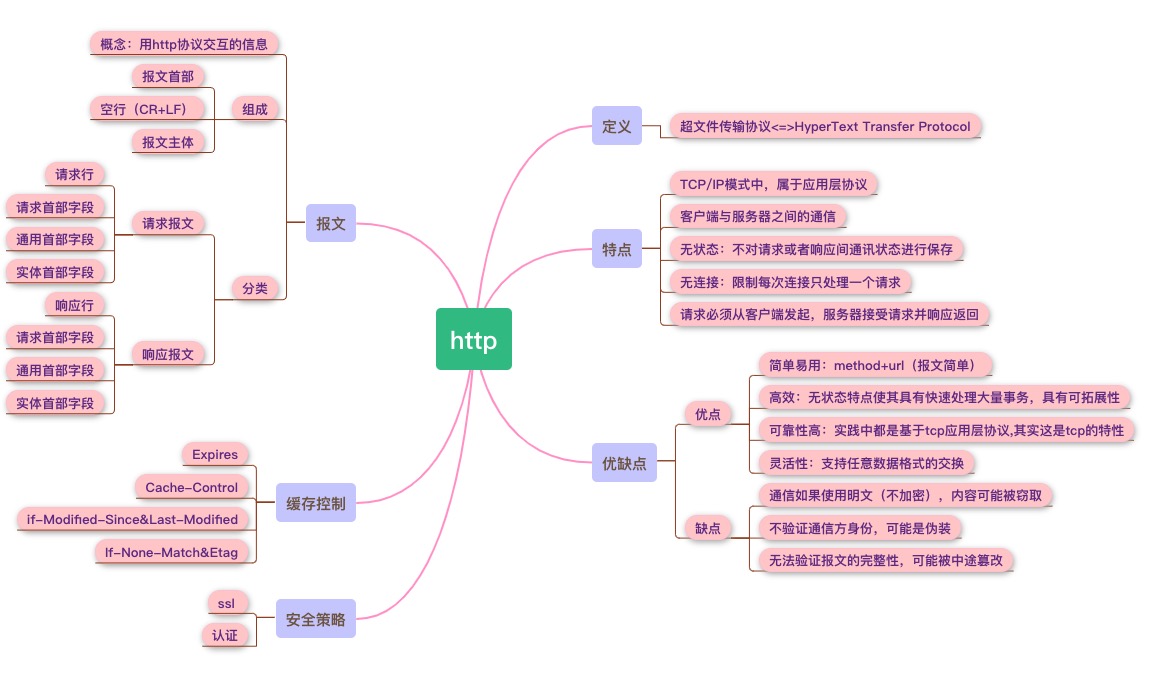 http
定义
超文件传输协议<=>HyperText Transfer Protocol
特点
TCP/IP模式中，属于应用层协议
客户端与服务器之间的通信
无状态：不对请求或者响应间通讯状态进行保存
无连接：限制每次连接只处理一个请求
请求必须从客户端发起，服务器接受请求并响应返回
优缺点
优点
简单易用：method+url（报文简单）
高效：无状态特点使其具有快速处理大量事务，具有可拓展性
可靠性高：实践中都是基于tcp应用层协议,其实这是tcp的特性
灵活性：支持任意数据格式的交换
缺点
通信如果使用明文（不加密）, 内容可能被窃取
不验证通信方身份，可能是伪装
无法验证报文的完整性，可能被中途篡改
报文
概念：用http协议交互的信息
组成
报文首部
空行（CR+LF）
报文主体
分类
请求报文
请求行
请求首部字段
通用首部字段
实体首部字段
响应报文
响应行
请求首部字段
通用首部字段
实体首部字段
缓存控制
Expires
Cache-Control
if-Modified-Since&Last-Modified
If-None-Match&Etag
安全策略
ssl
认证